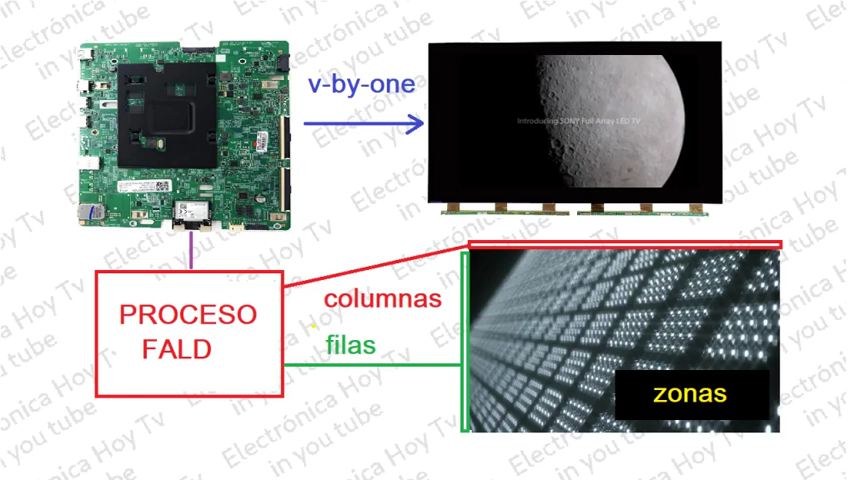 v-by-one
Introducing SONY Full Array LED TV
PROCESO
FALD
columnas
filas
zonas
Electrónica Hoy Tv
in you tube